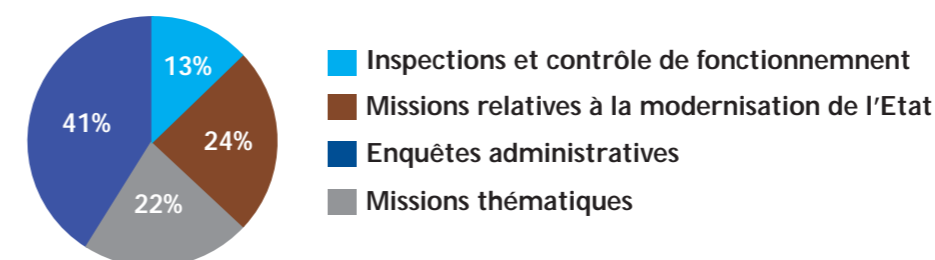 13%
24%
22%
41%
Inspections et contrôle de fonctionnemnent
Missions relatives à la modernisation de l'Etat
Enquêtes administratives
Missions thématiques